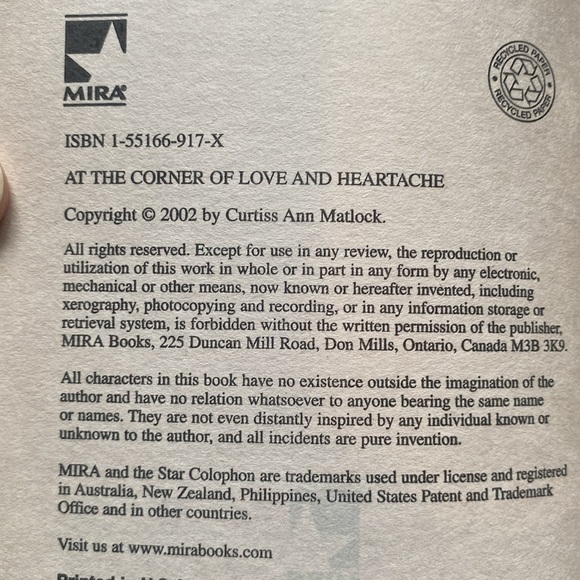 MIRA®
RECYCLED PAPER
RECYCLED PAPER
ISBN 1-55166-917-X
AT THE CORNER OF LOVE AND HEARTACHE
Copyright © 2002 by Curtiss Ann Matlock.
All rights reserved. Except for use in any review, the reproduction or
utilization of this work in whole or in part in any form by any electronic,
mechanical or other means, now known or hereafter invented, including
xerography, photocopying and recording, or in any information storage or
retrieval system, is forbidden without the written permission of the publisher,
MIRA Books, 225 Duncan Mill Road, Don Mills, Ontario, Canada M3B 3K9.
All characters in this book have no existence outside the imagination of the
author and have no relation whatsoever to anyone bearing the same name
or names. They are not even distantly inspired by any individual known or
unknown to the author, and all incidents are pure invention.
MIRA and the Star Colophon are trademarks used under license and registered
in Australia, New Zealand, Philippines, United States Patent and Trademark
Office and in other countries.
Visit us at www.mirabooks.com
Printed in